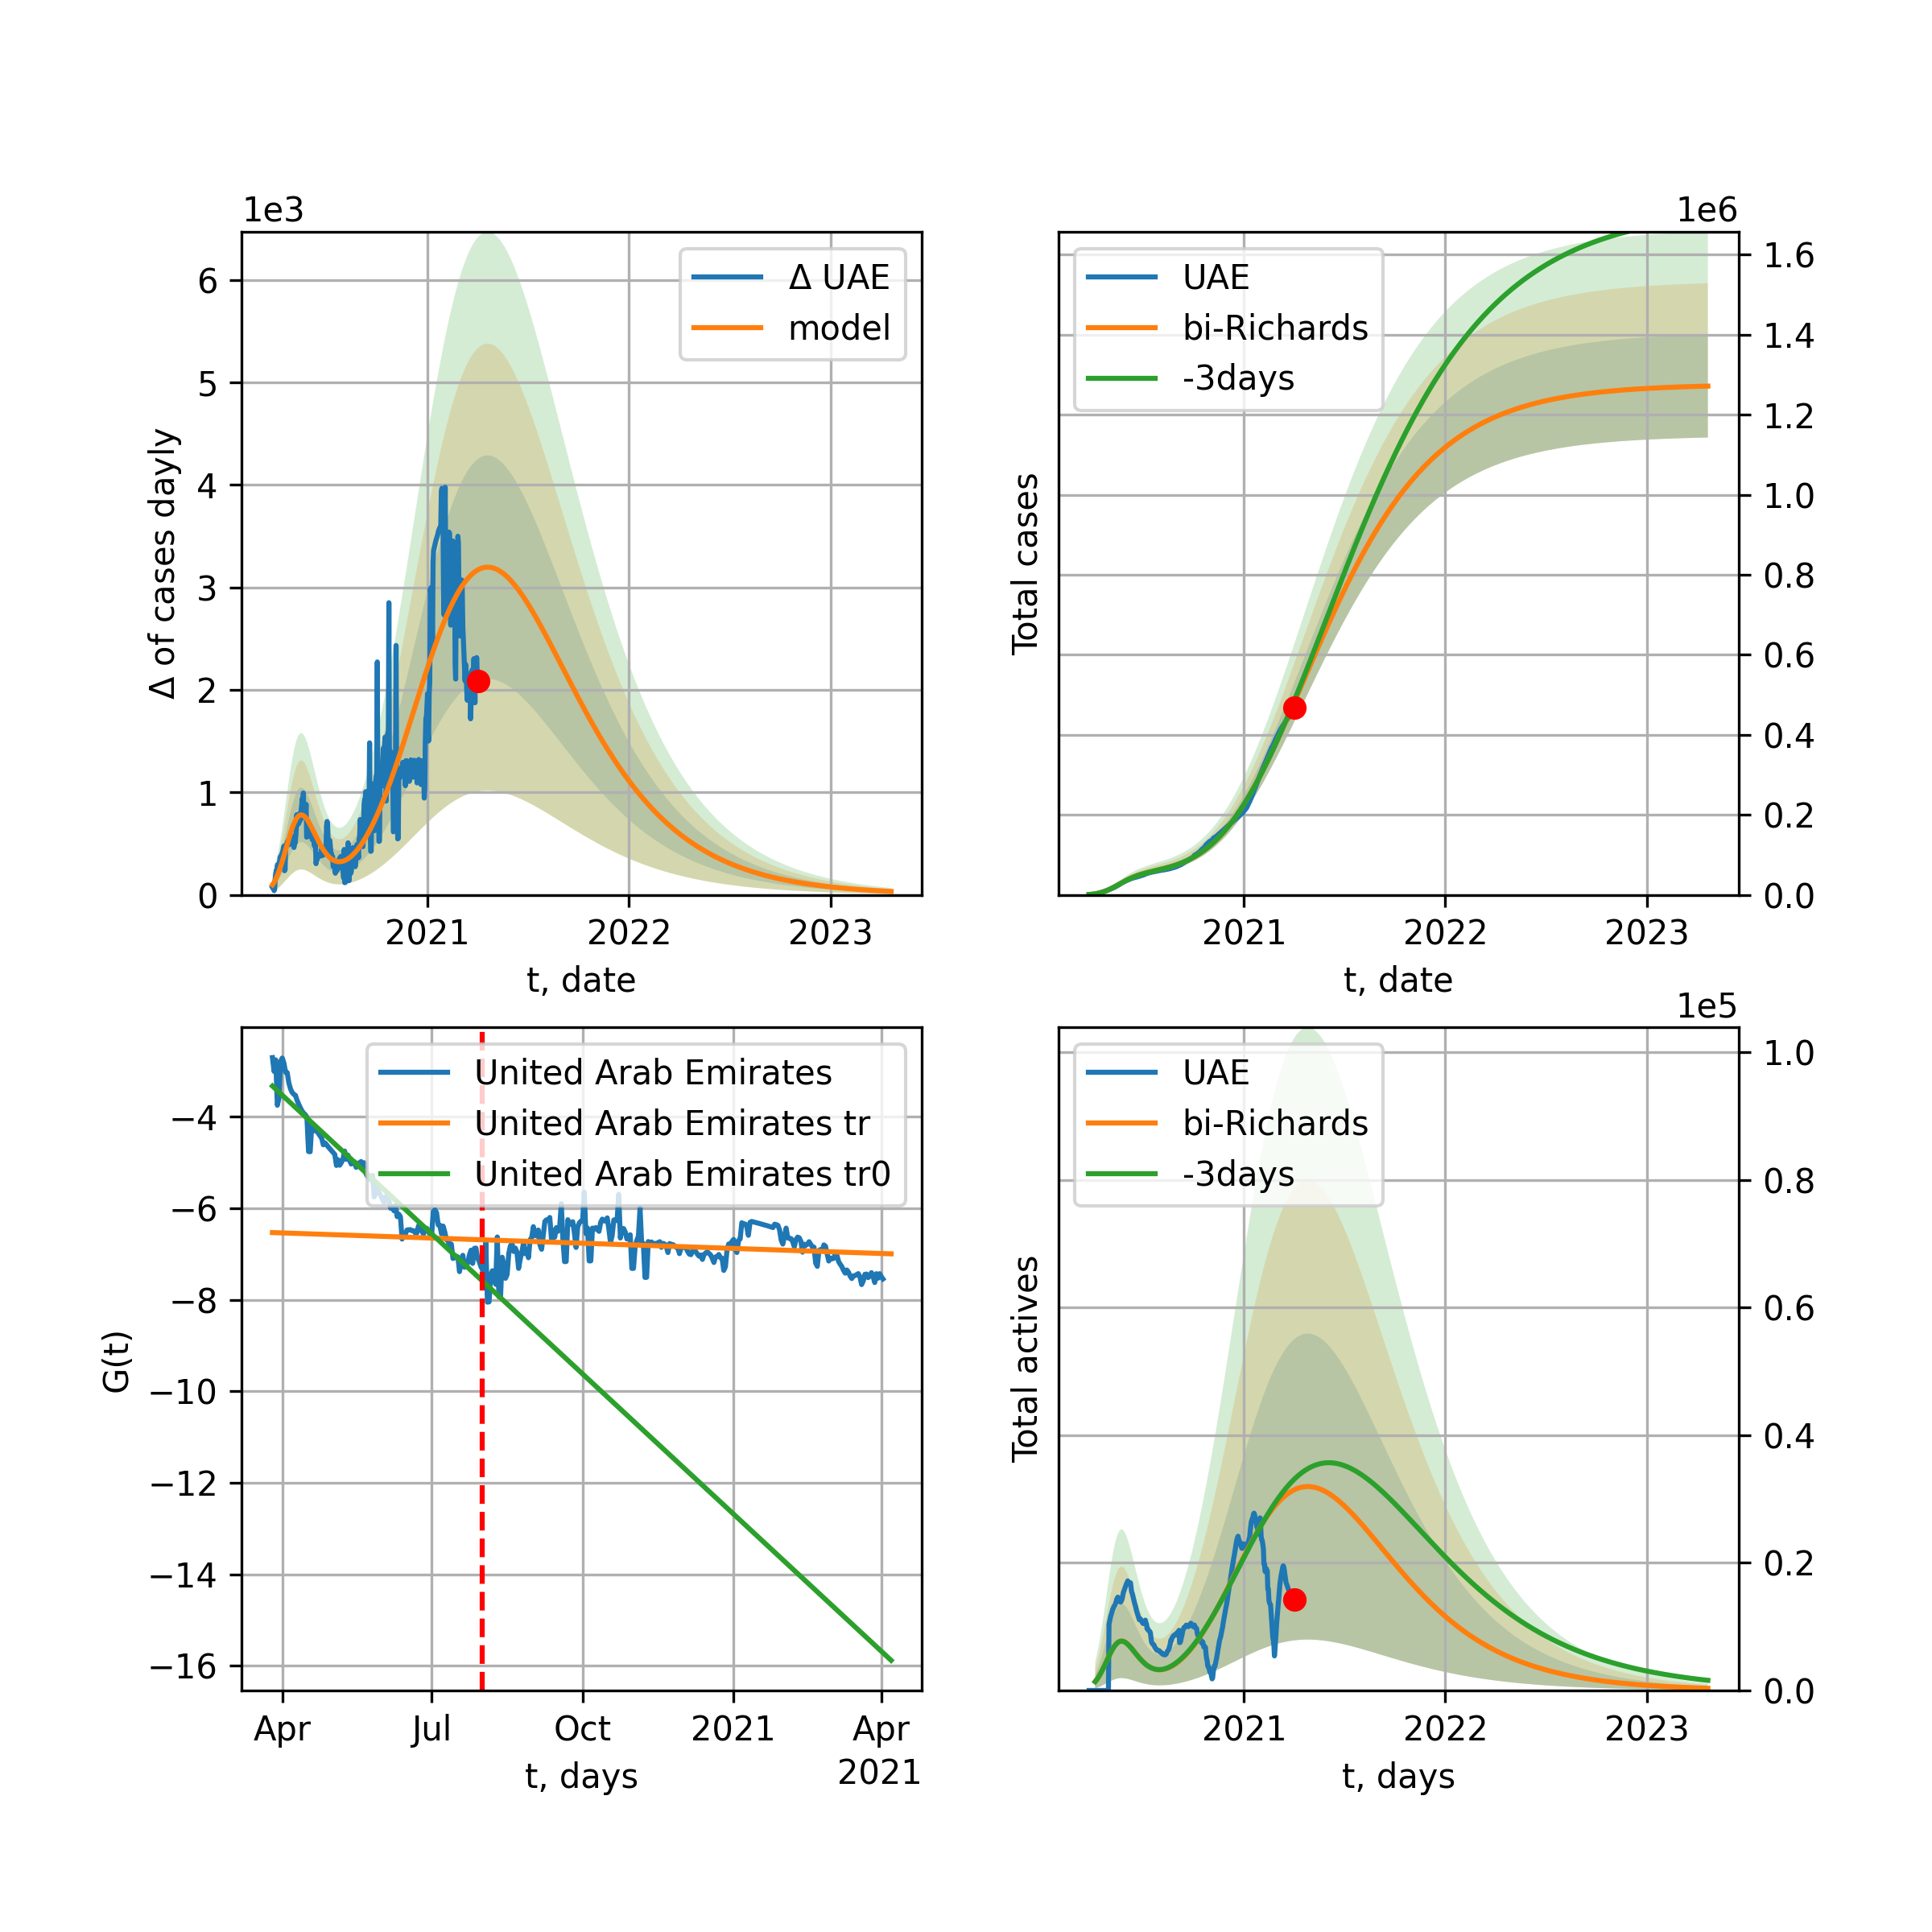 1e3
6
5
4
3
2
1
0
Δ of cases dayly
Δ UAE
model
2021 2022 2023
t, date
1e6
1.6
1.4
1.2
1.0
0.8
0.6
0.4
0.2
0.0
Total cases
UAE
bi-Richards
-3days
2021 2022 2023
t, date
−4
−6
−8
−10
−12
−14
−16
G(t)
United Arab Emirates
United Arab Emirates tr
United Arab Emirates tr0
Apr Jul Oct 2021 Apr
2021
t, days
1e5
1.0
0.8
0.6
0.4
0.2
0.0
Total actives
UAE
bi-Richards
-3days
2021 2022 2023
t, days